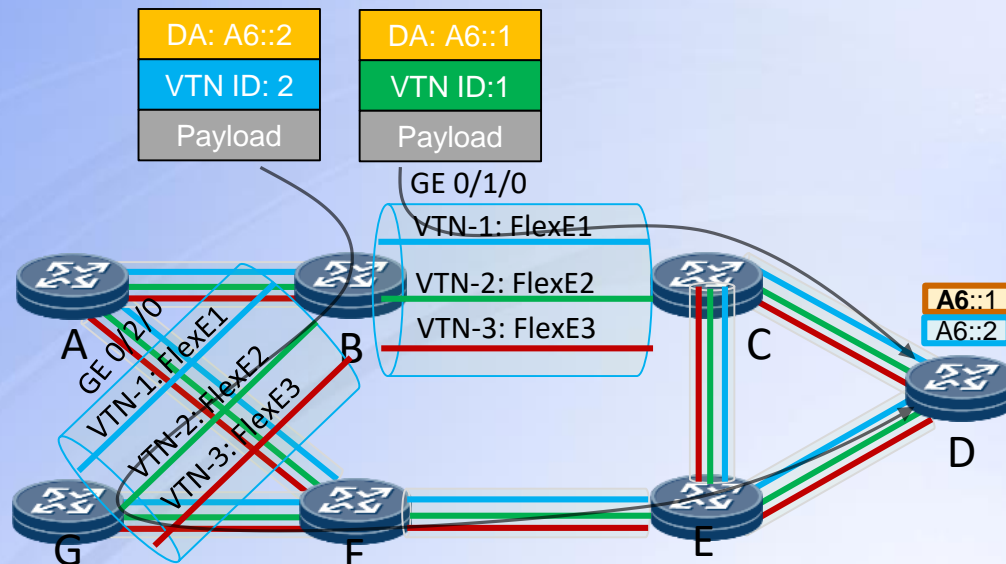 DA: A6::2
VTN ID: 2
Payload
DA: A6::1
VTN ID:1
Payload
GE 0/1/0
VTN-1: FlexE1
VTN-2: FlexE2
VTN-3: FlexE3
A
B
C
GE 0/2/0
VTN-1: FlexE1
VTN-2: FlexE2
VTN-3: FlexE3
A6::1
A6::2
D
G
F
E